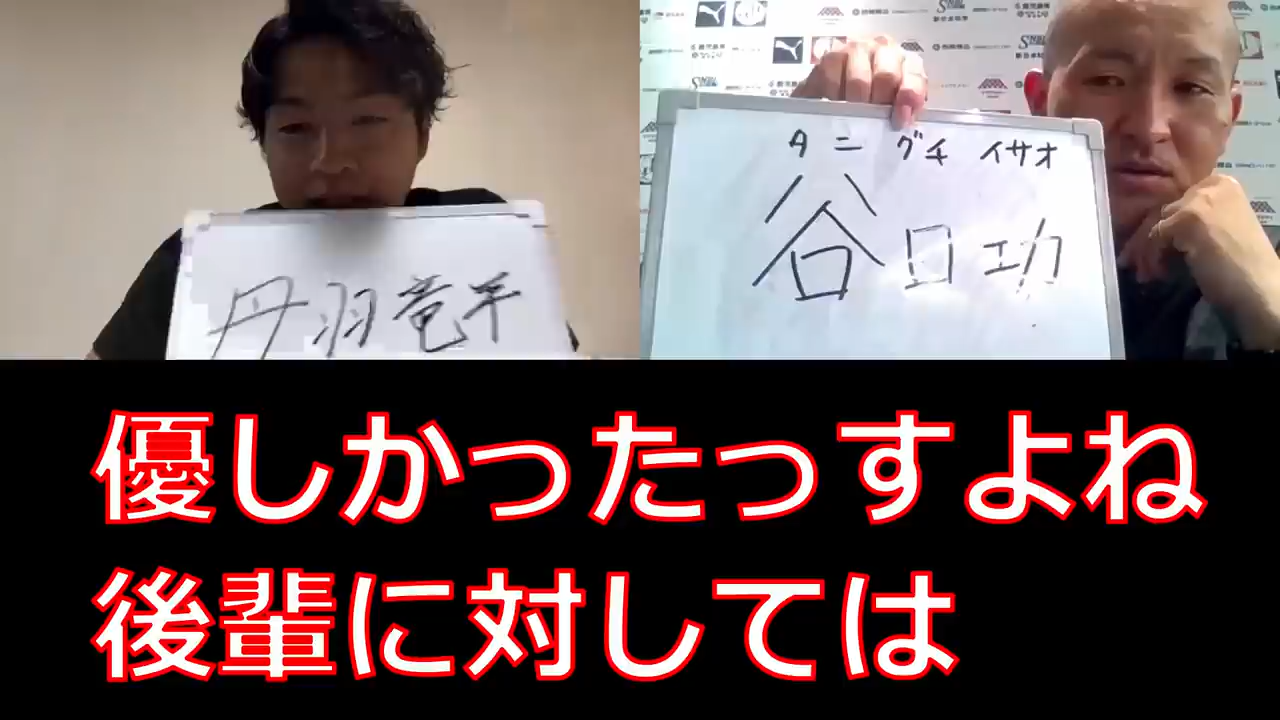 丹羽竜平
タニグチイサオ
谷口功
優しかったっすよね
後輩に対しては